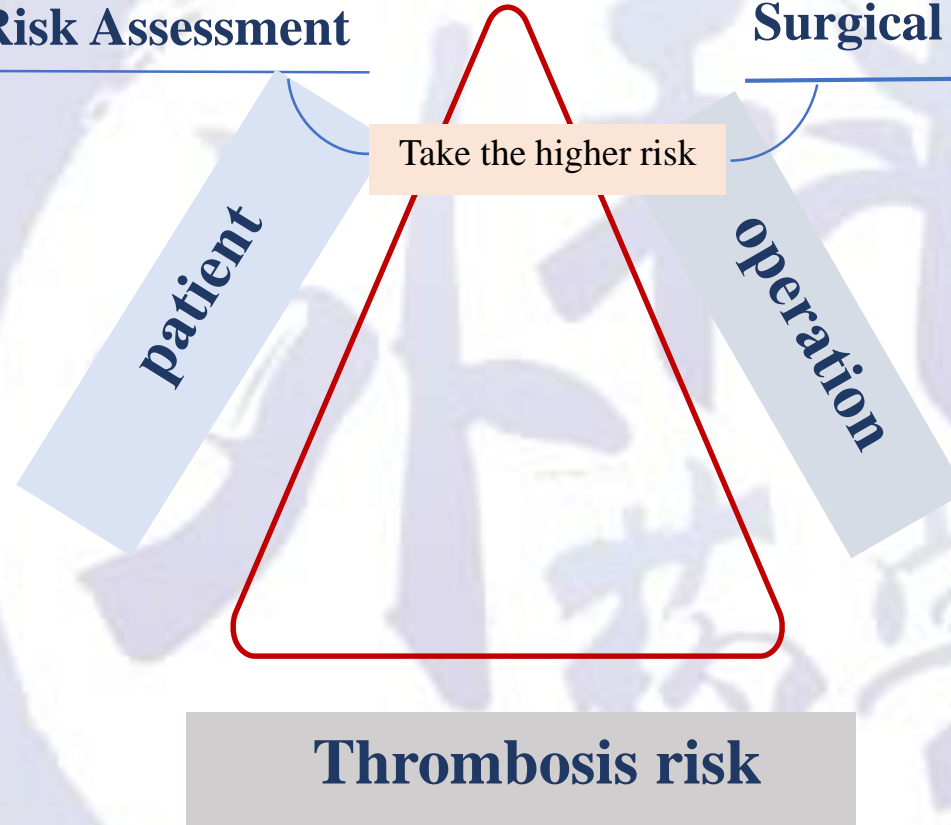 Risk Assessment
Surgical
Take the higher risk
patient
operation
Thrombosis risk